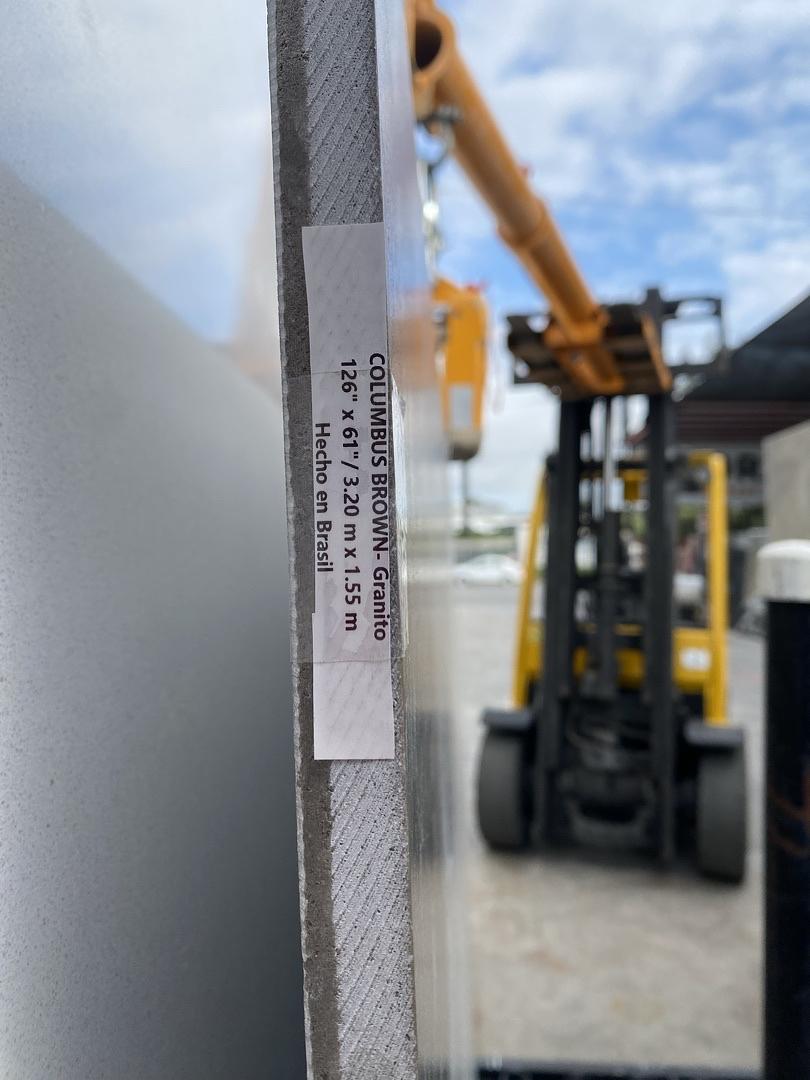 COLUMBUS BROWN- Granito
126" x 61"/ 3.20 m x 1.55 m
Hecho en Brasil